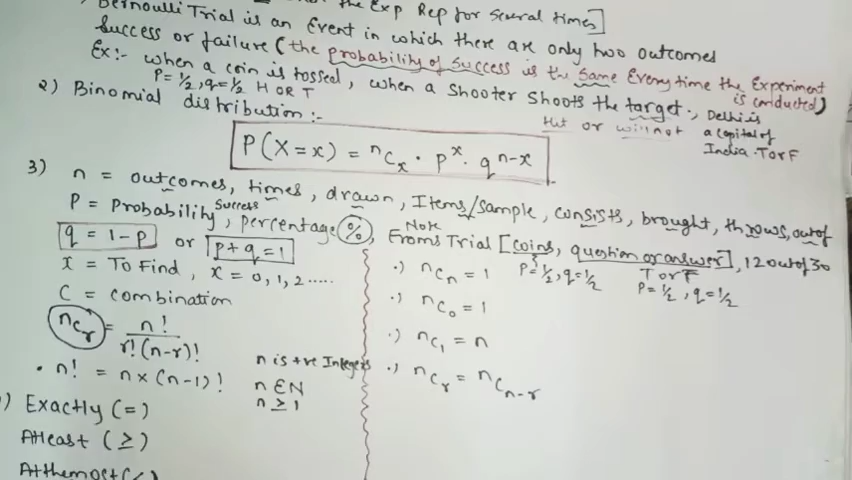 the Exp Rep for Several times]
Bernoulli Trial is an Event in which there are only two outcomes
Success or failure (the probability of success is the same Every time the Experiment is conducted)
Ex:- when a coin is tossed, when a shooter shoots the target., Delhi is a capital of India. T or F
P=1/2, q=1/2 H OR T
Hit or will not
2) Binomial distribution:-
P(X=x) = nCx . p^x . q^n-x
3) n = outcomes, times, drawn, Items/sample, consists, brought, throws, out of
P = Probability Success, percentage (%), From Trial [coins, question or answer], 12 out of 30
q = 1-p or p+q=1
Note
P=1/2, q=1/2
T or F
P=1/2, q=1/2
x = To Find, x = 0, 1, 2 .....
C = combination
nCr = n! / r!(n-r)!
• n! = n x (n-1)!
n is +ve Integers
n ∈ N
n ≥ 1
.) nCn = 1
.) nC0 = 1
.) nC1 = n
.) nCr = nCn-r
) Exactly (=)
Atleast (≥)
Atthemost (